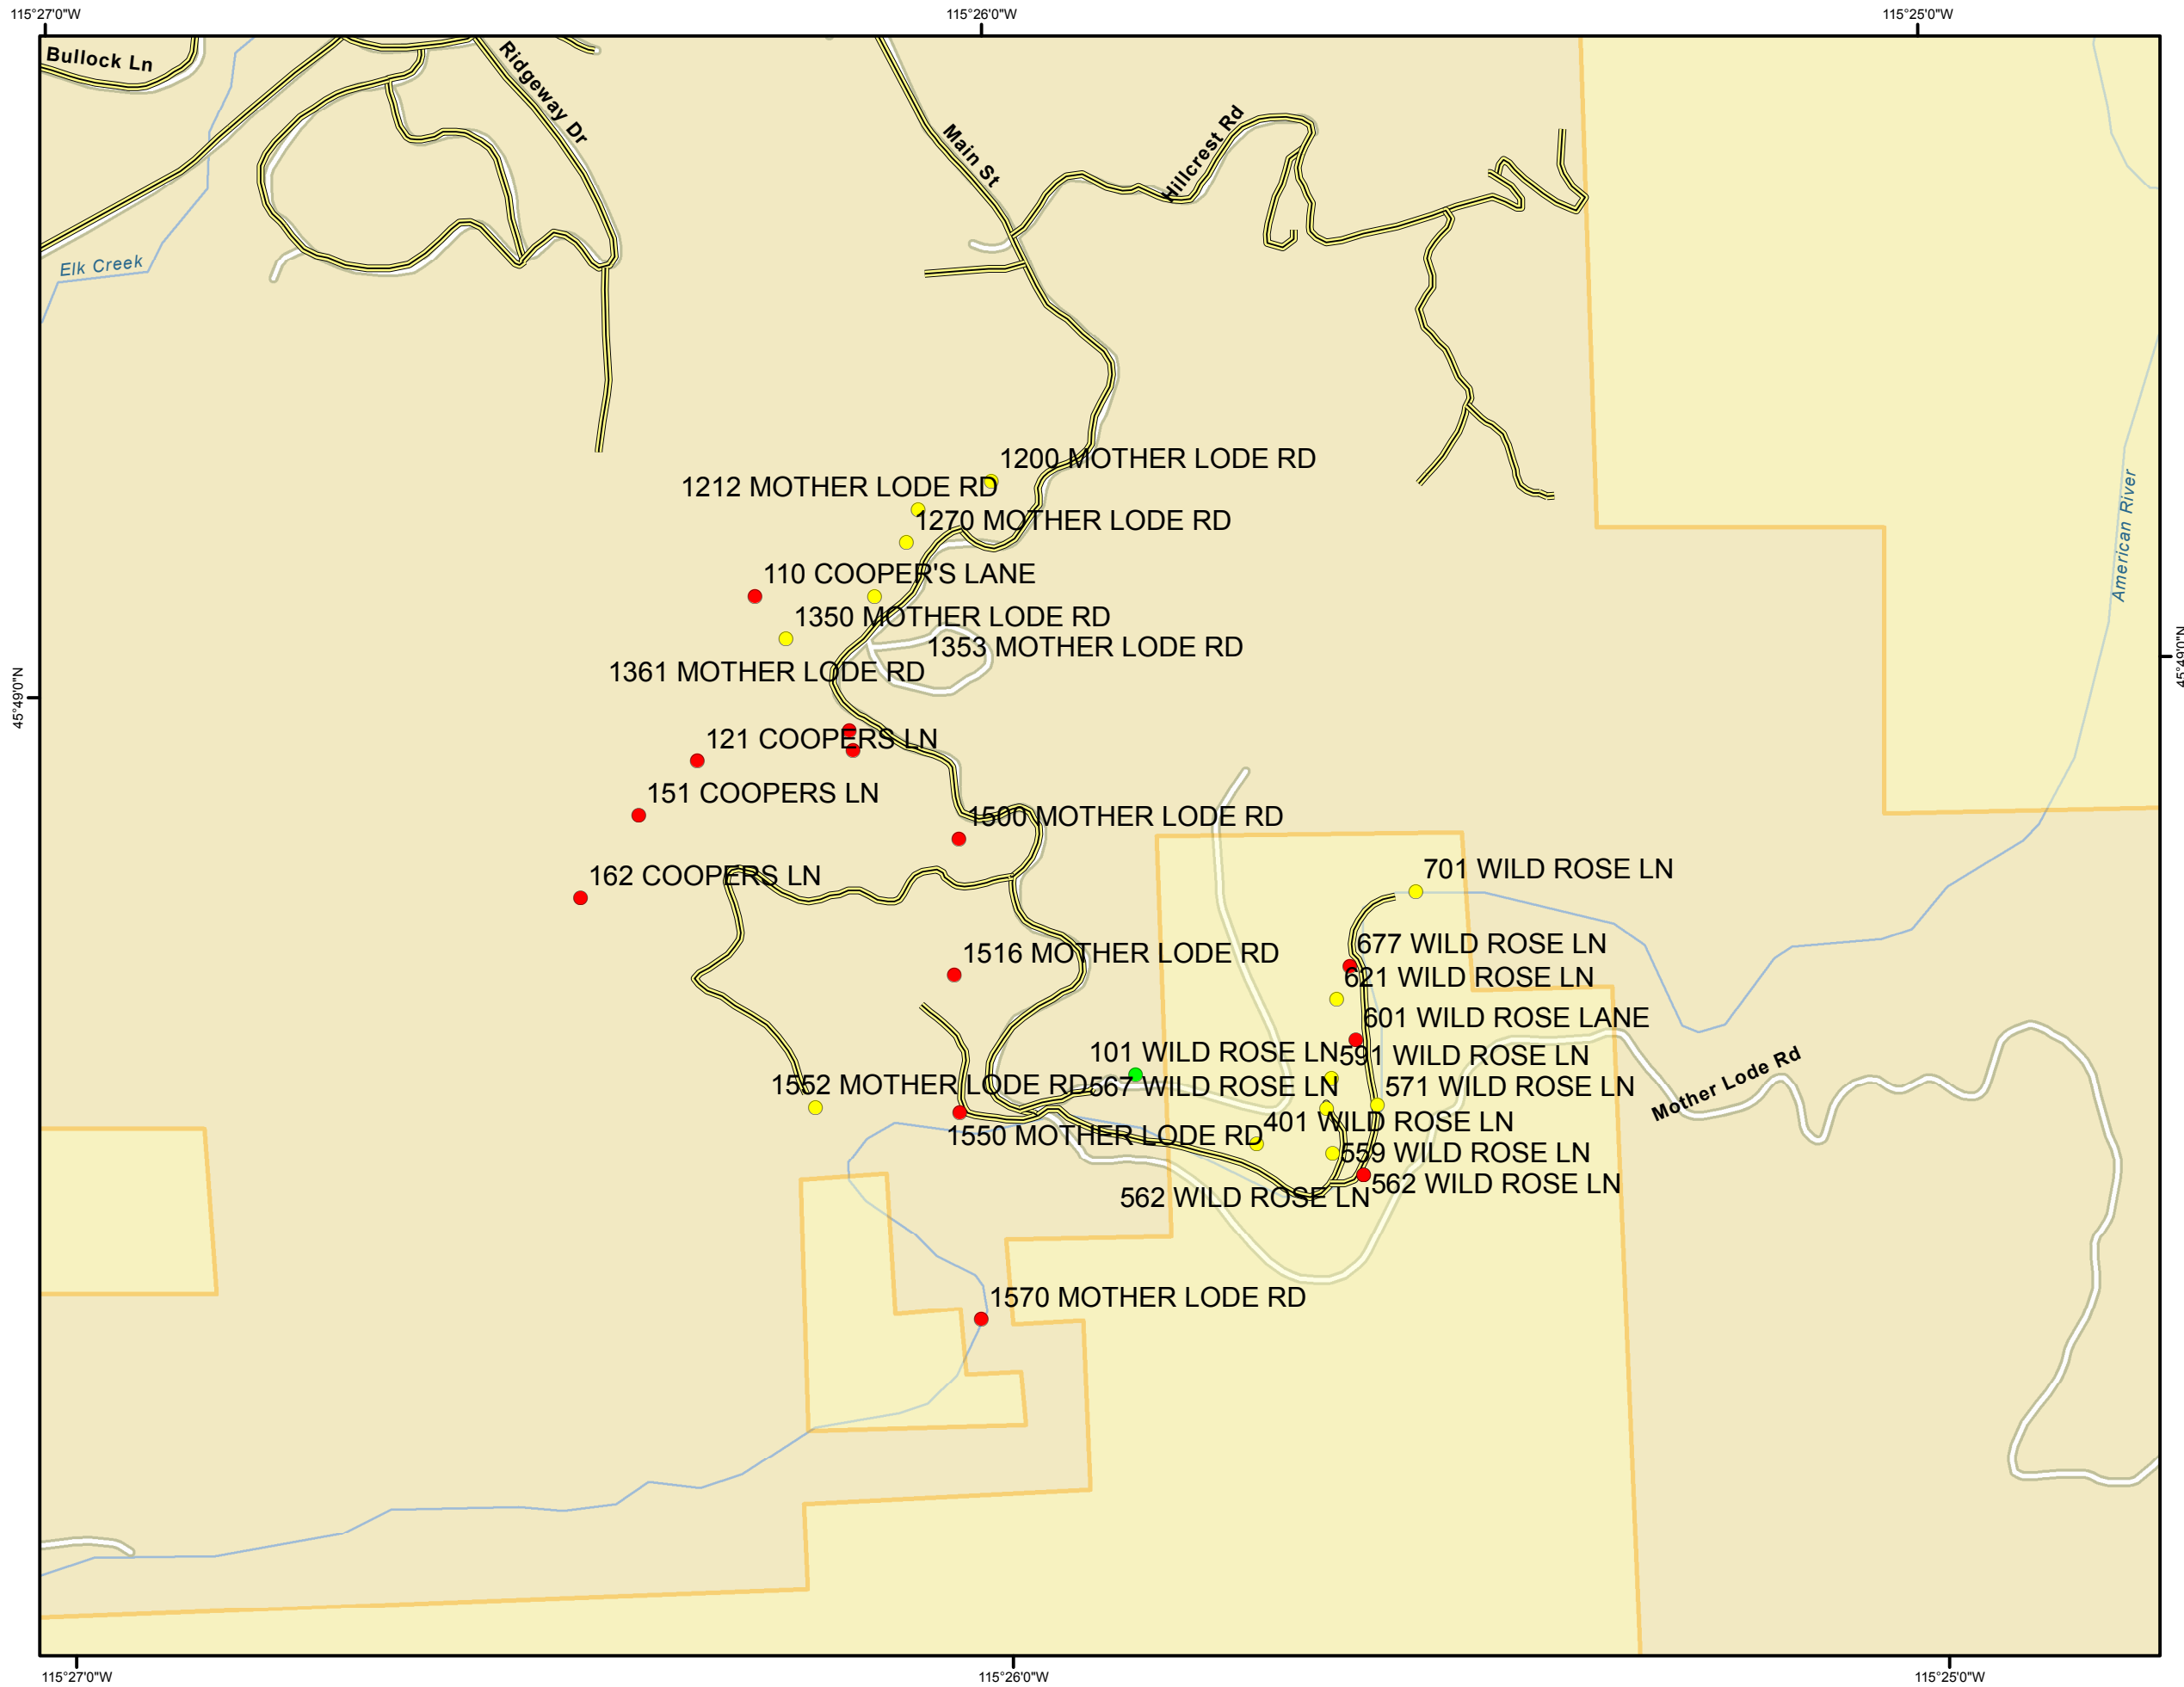 115°27'0"W
115°26'0"W
115°25'0"W
Bullock Ln
Ridgeway Dr
Main St
Hillcrest Rd
Elk Creek
American River
1200 MOTHER LODE RD
1212 MOTHER LODE RD
1270 MOTHER LODE RD
110 COOPER'S LANE
1350 MOTHER LODE RD
1353 MOTHER LODE RD
1361 MOTHER LODE RD
45°49'0"N
45°49'0"N
121 COOPERS LN
151 COOPERS LN
1500 MOTHER LODE RD
162 COOPERS LN
701 WILD ROSE LN
677 WILD ROSE LN
1516 MOTHER LODE RD
621 WILD ROSE LN
601 WILD ROSE LANE
101 WILD ROSE LN
591 WILD ROSE LN
1552 MOTHER LODE RD
567 WILD ROSE LN
571 WILD ROSE LN
Mother Lode Rd
401 WILD ROSE LN
1550 MOTHER LODE RD
559 WILD ROSE LN
562 WILD ROSE LN
562 WILD ROSE LN
1570 MOTHER LODE RD
115°27'0"W
115°26'0"W
115°25'0"W